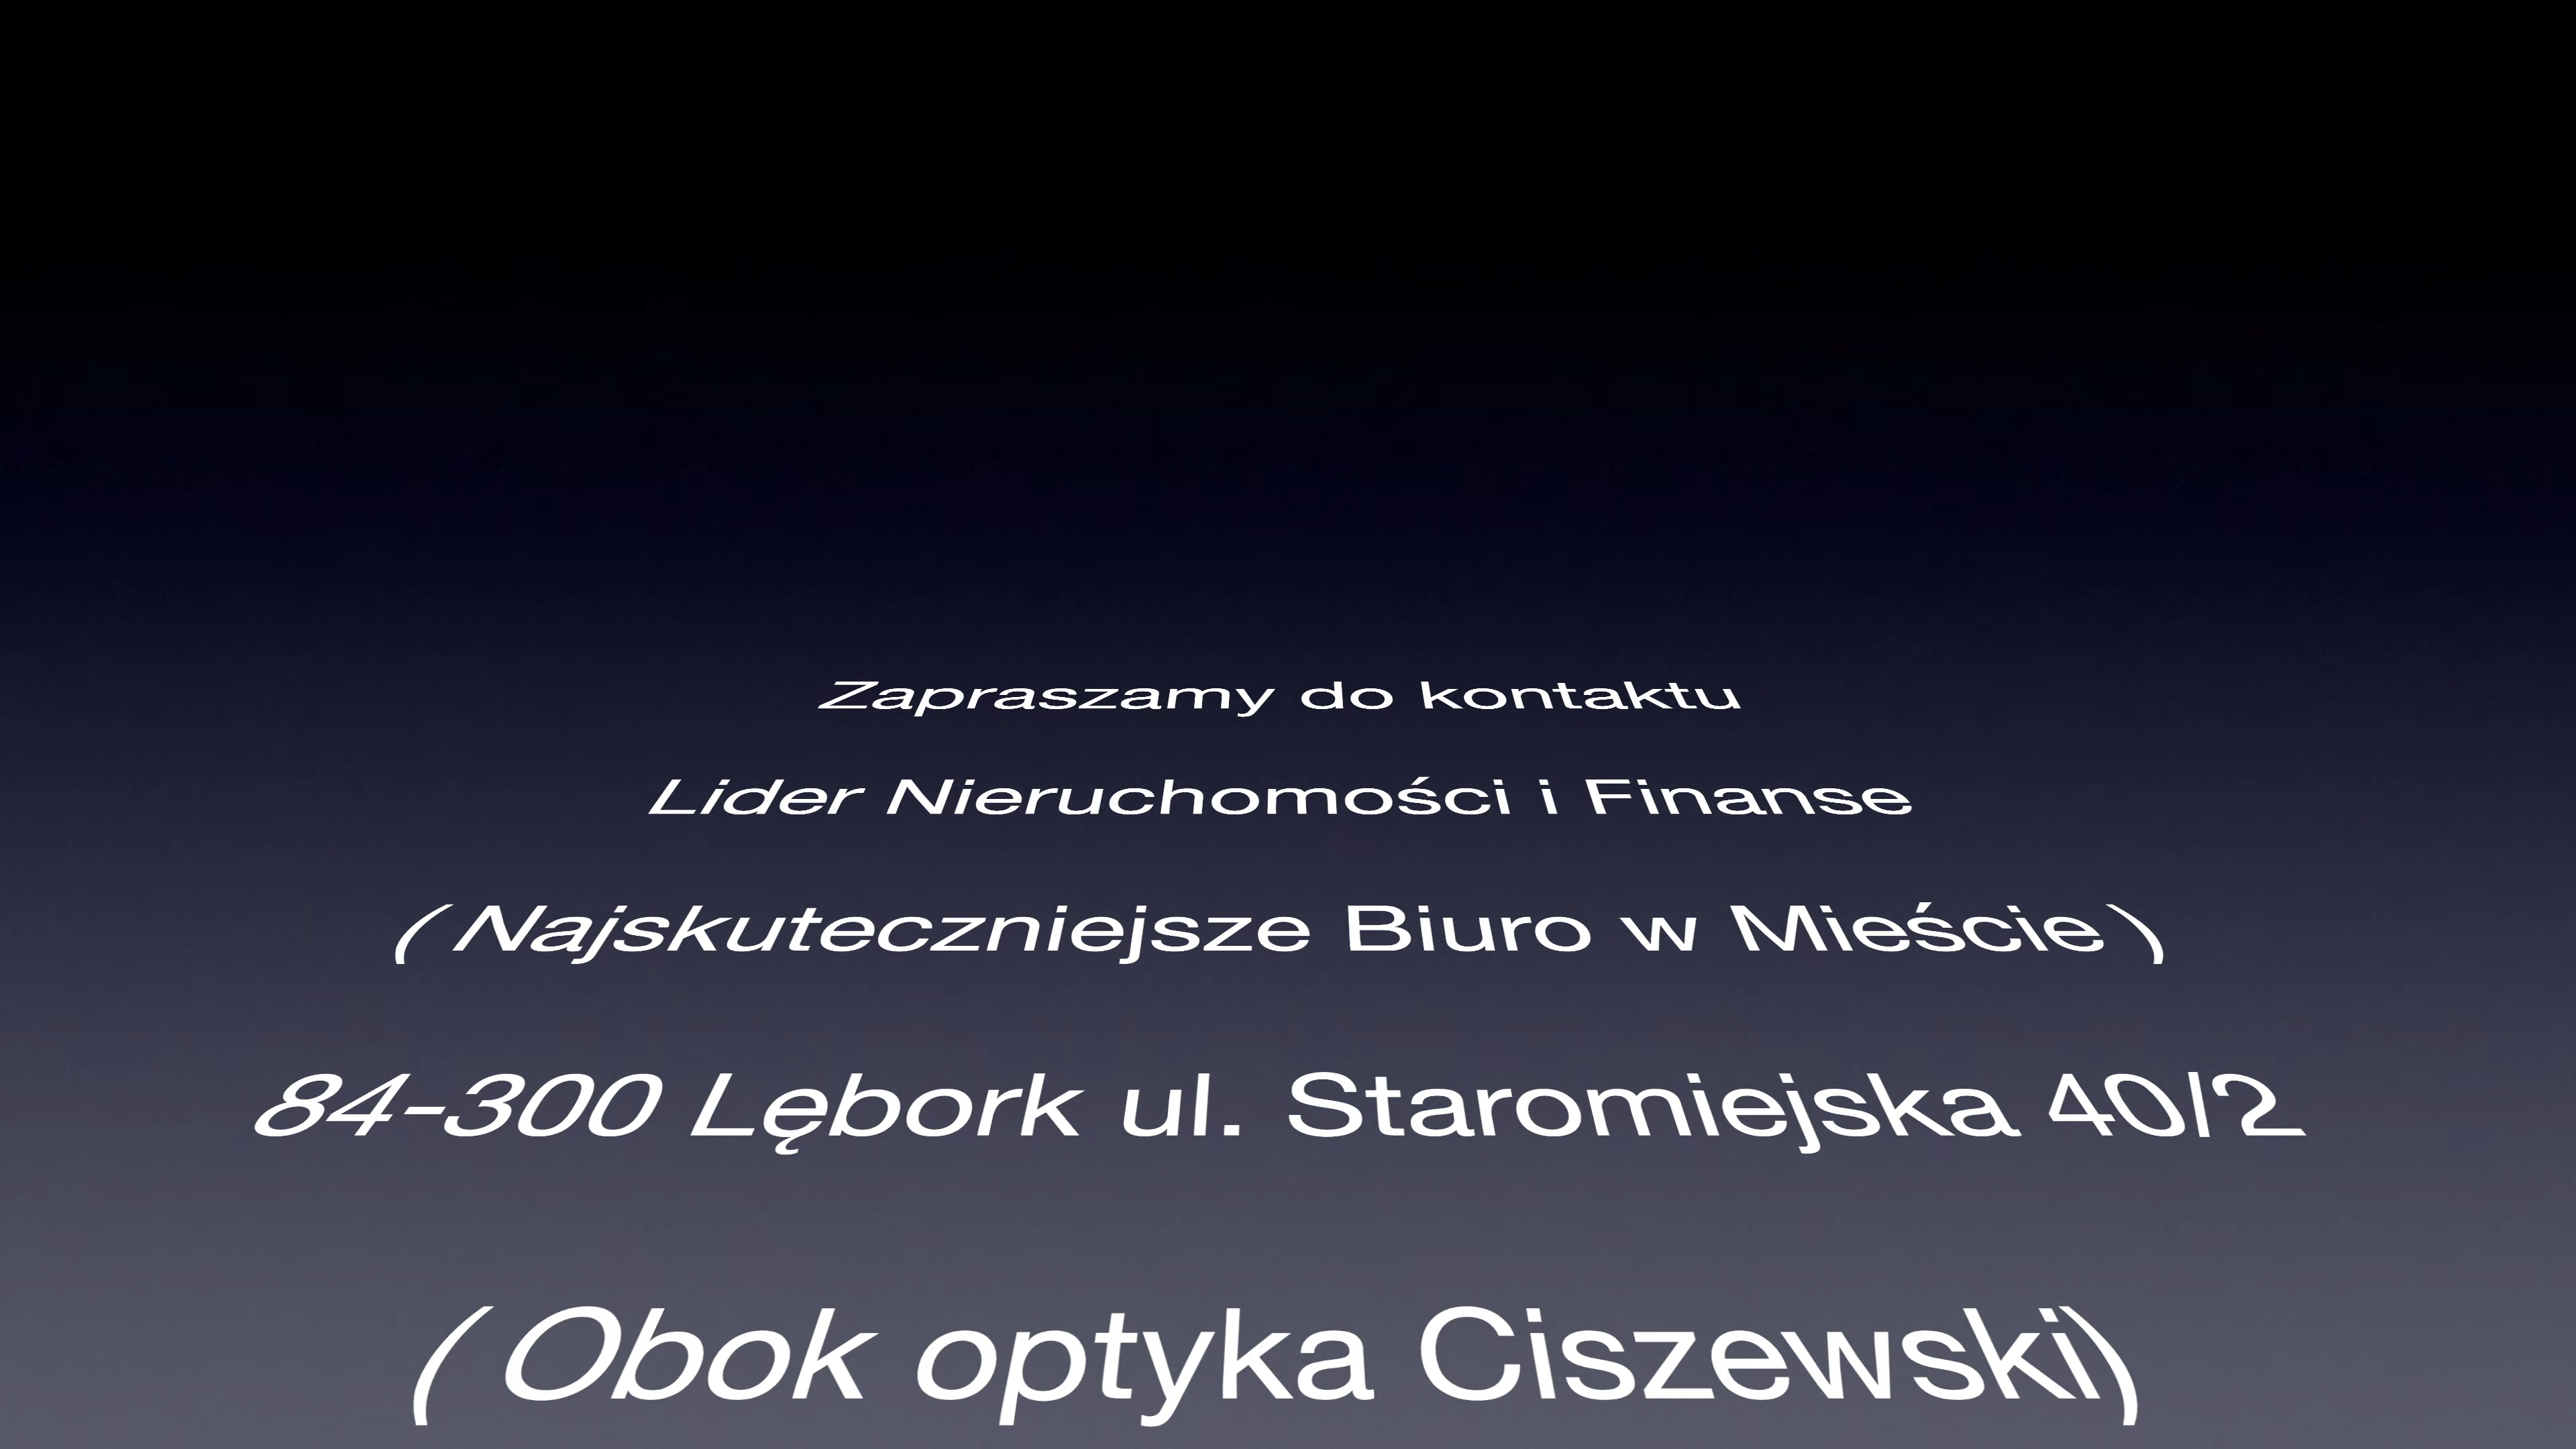 Zapraszamy do kontaktu
Lider Nieruchomości i Finanse
( Najskuteczniejsze Biuro w Mieście )
84-300 Lębork ul. Staromiejska 40/2
( Obok optyka Ciszewski)